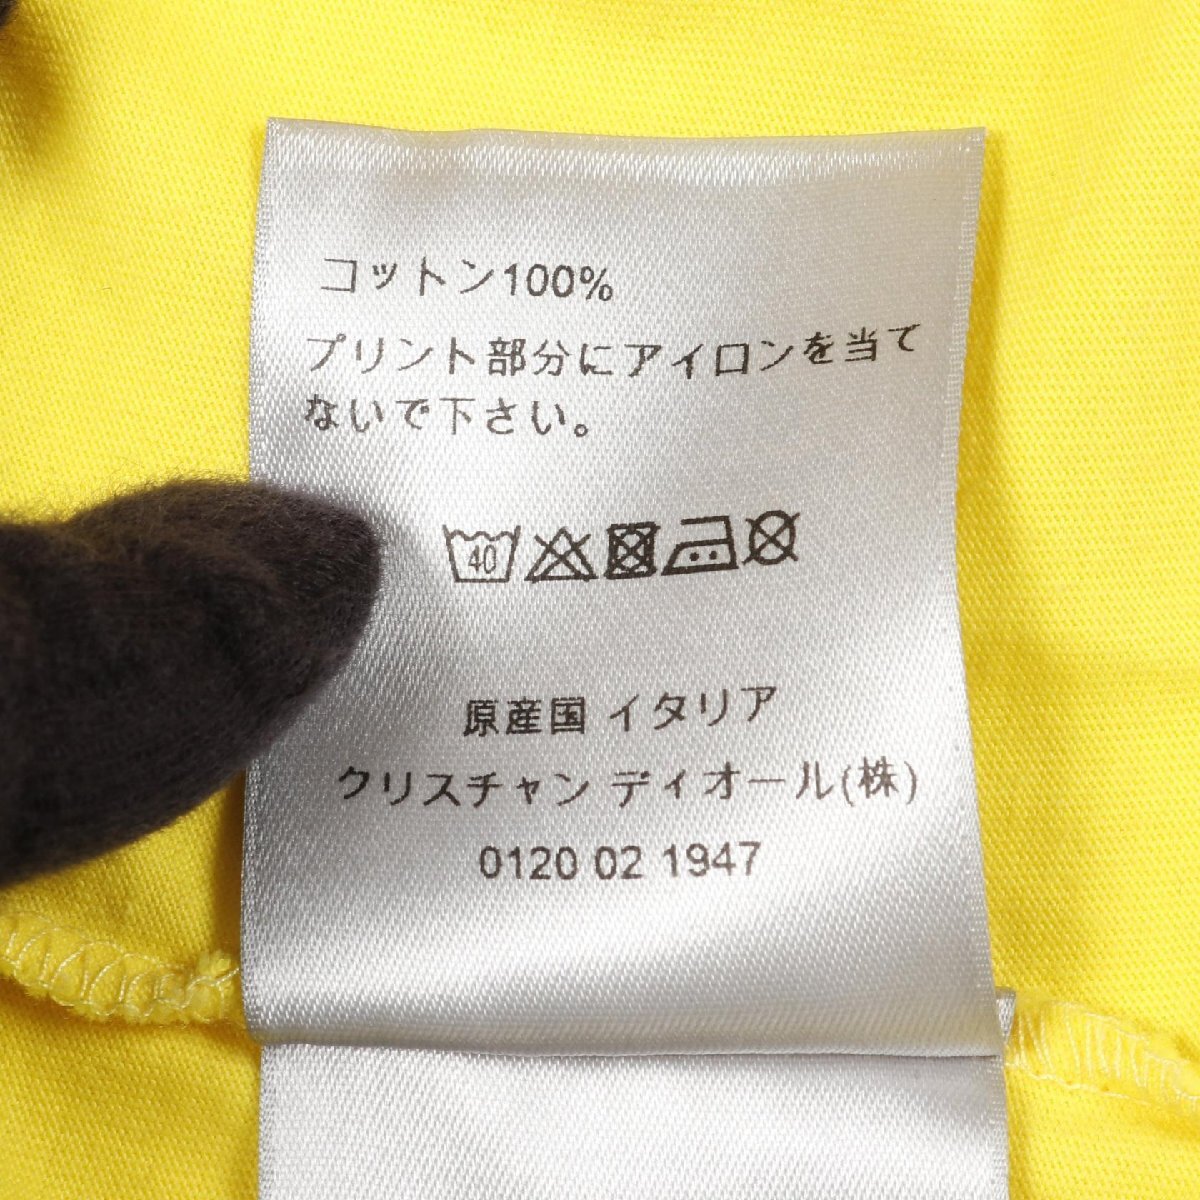 コットン100%
プリント部分にアイロンを当て
ないで下さい。
40
原産国 イタリア
クリスチャン ディオール(株)
0120 02 1947